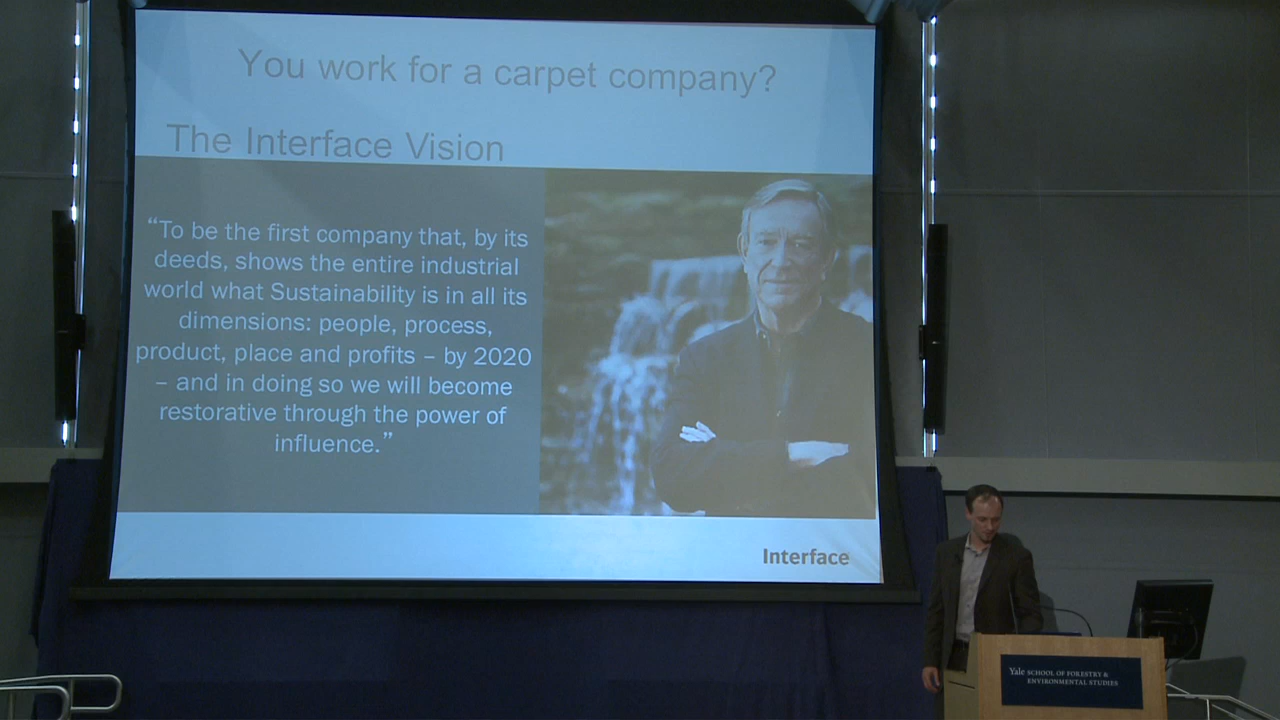 You work for a carpet company?
The Interface Vision
“To be the first company that, by its
deeds, shows the entire industrial
world what Sustainability is in all its
dimensions: people, process,
product, place and profits – by 2020
– and in doing so we will become
restorative through the power of
influence.”
Interface
Yale SCHOOL OF FORESTRY &
ENVIRONMENTAL STUDIES